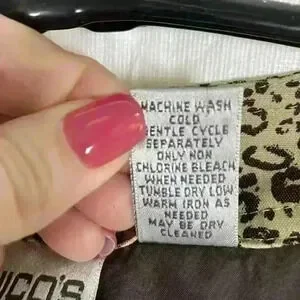 MACHINE WASH
COLD
GENTLE CYCLE
SEPARATELY
ONLY NON
CHLORINE BLEACH
WHEN NEEDED
TUMBLE DRY LOW
WARM IRON AS
NEEDED
MAY BE DRY
CLEANED
HICO'S